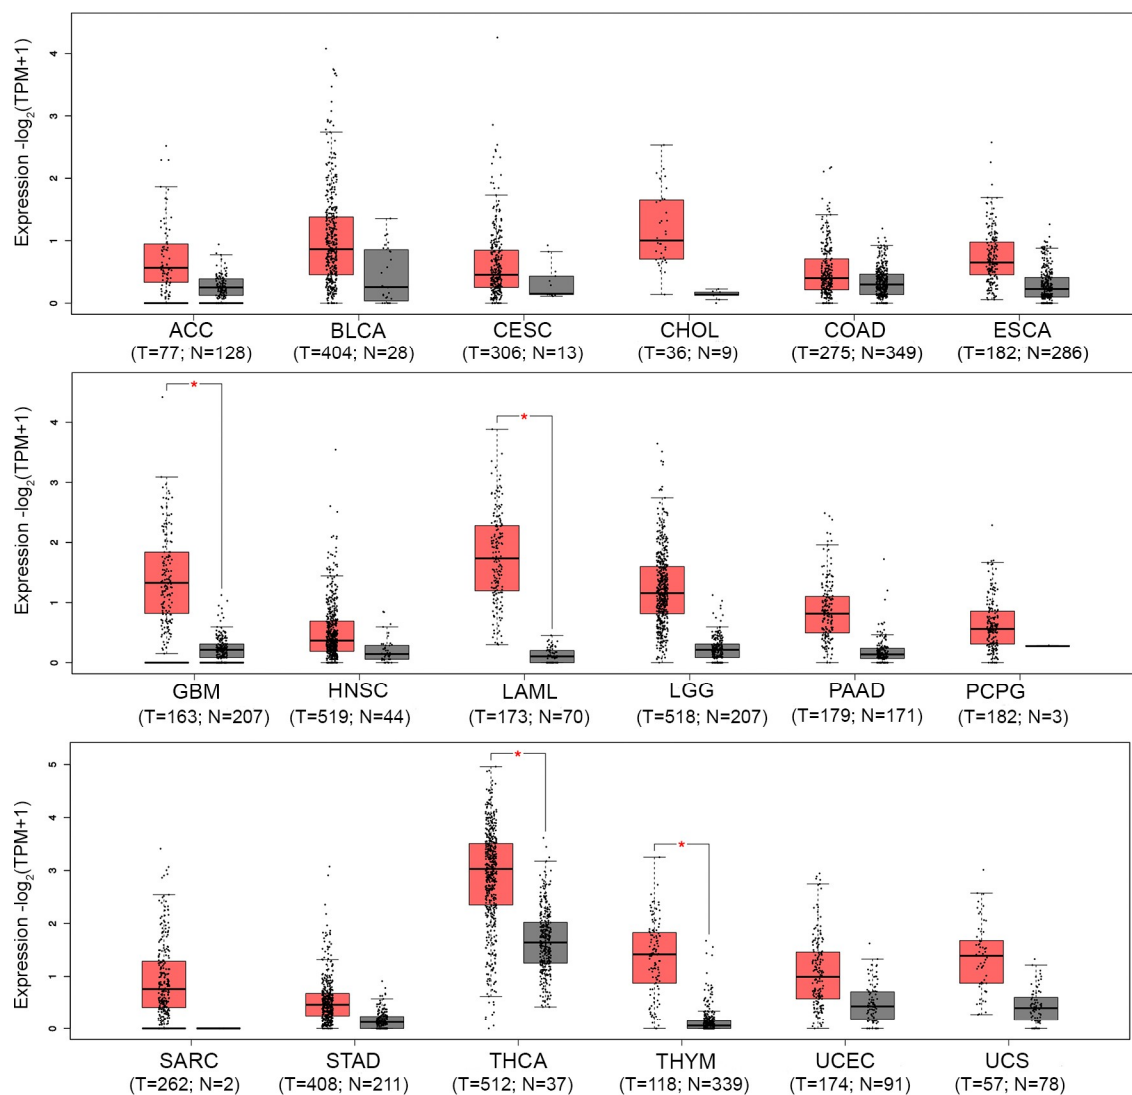 Expression -log2(TPM+1)
4
3
2
1
0
ACC BLCA CESC CHOL COAD ESCA
(T=77; N=128) (T=404; N=28) (T=306; N=13) (T=36; N=9) (T=275; N=349) (T=182; N=286)
Expression -log2(TPM+1)
4
3
2
1
0
* *
GBM HNSC LAML LGG PAAD PCPG
(T=163; N=207) (T=519; N=44) (T=173; N=70) (T=518; N=207) (T=179; N=171) (T=182; N=3)
Expression -log2(TPM+1)
5
4
3
2
1
0
* *
SARC STAD THCA THYM UCEC UCS
(T=262; N=2) (T=408; N=211) (T=512; N=37) (T=118; N=339) (T=174; N=91) (T=57; N=78)